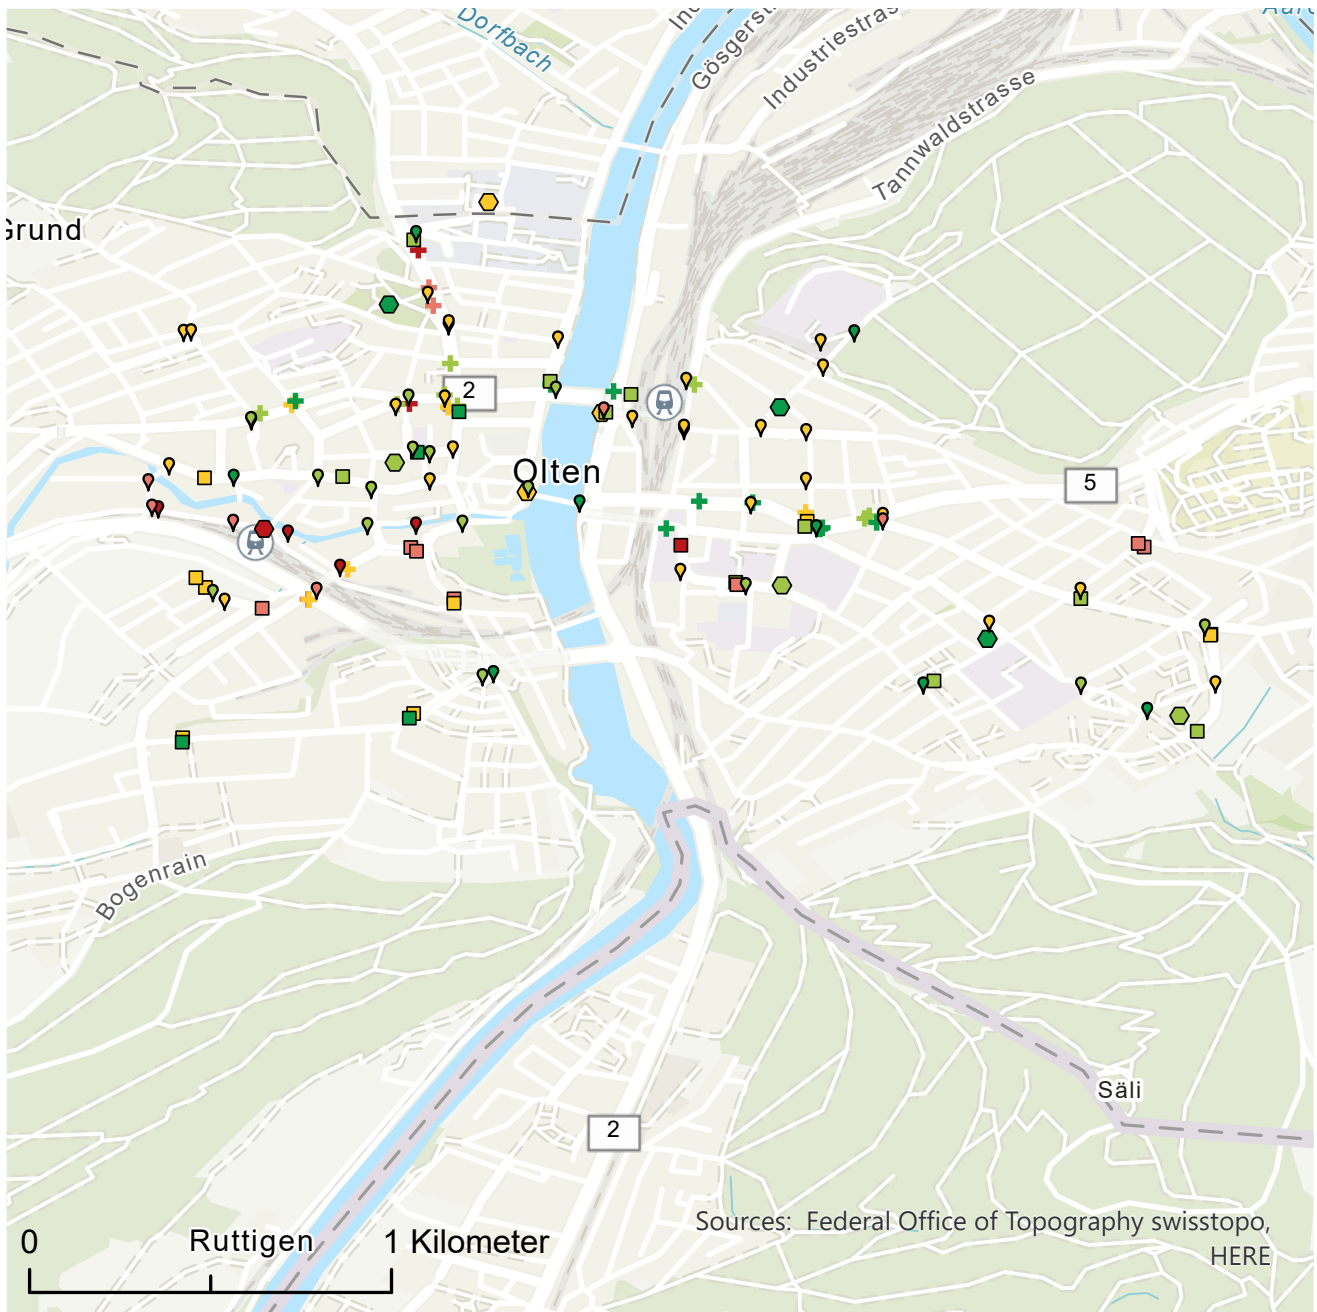 Dorfbach
Gösgerst
Industriestras
Tannwaldstrasse
Grund
2
Olten
5
Bogenrain
Säli
2
Sources: Federal Office of Topography swisstopo,
HERE
Ruttigen
0 1 Kilometer